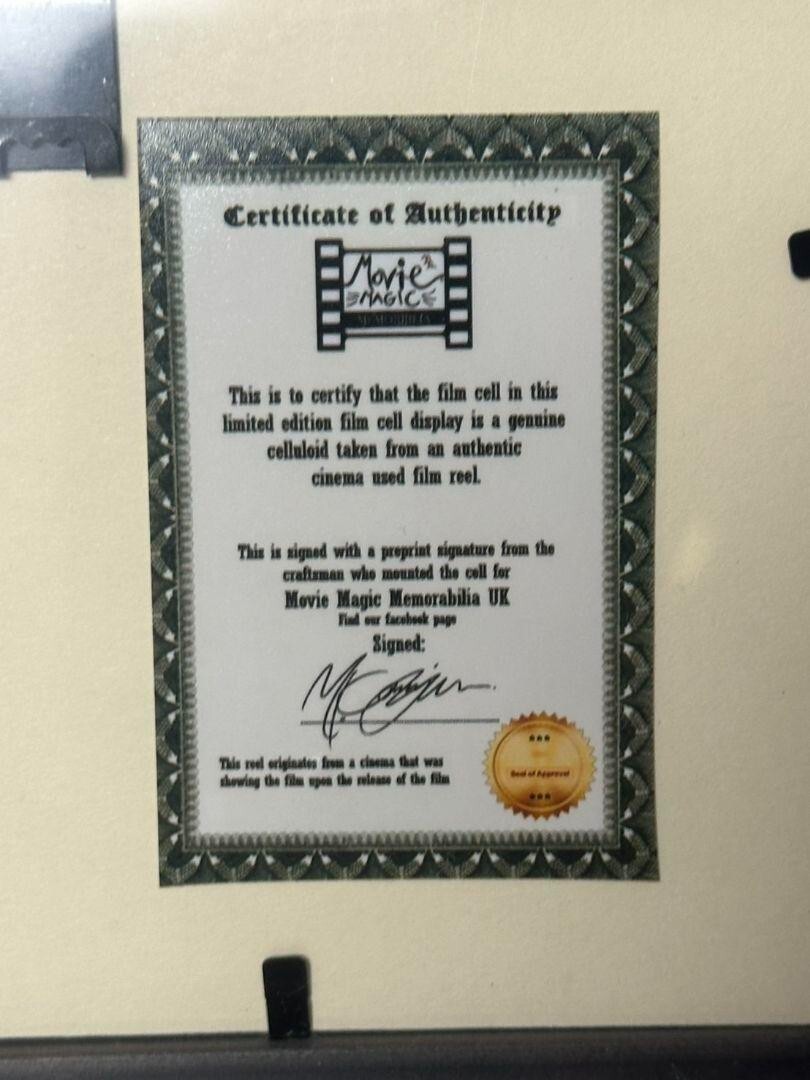 Certificate of Authenticity
Movie
MAGIC
This is to certify that the film cell in this
limited edition film cell display is a genuine
celluloid taken from an authentic
cinema used film reel.
This is signed with a preprint signature from the
craftsman who mounted the cell for
Movie Magic Memorabilia UK
Find our facebook page
Signed:
This reel originates from a cinema that was
showing the film upon the release of the film
Seal of Approval